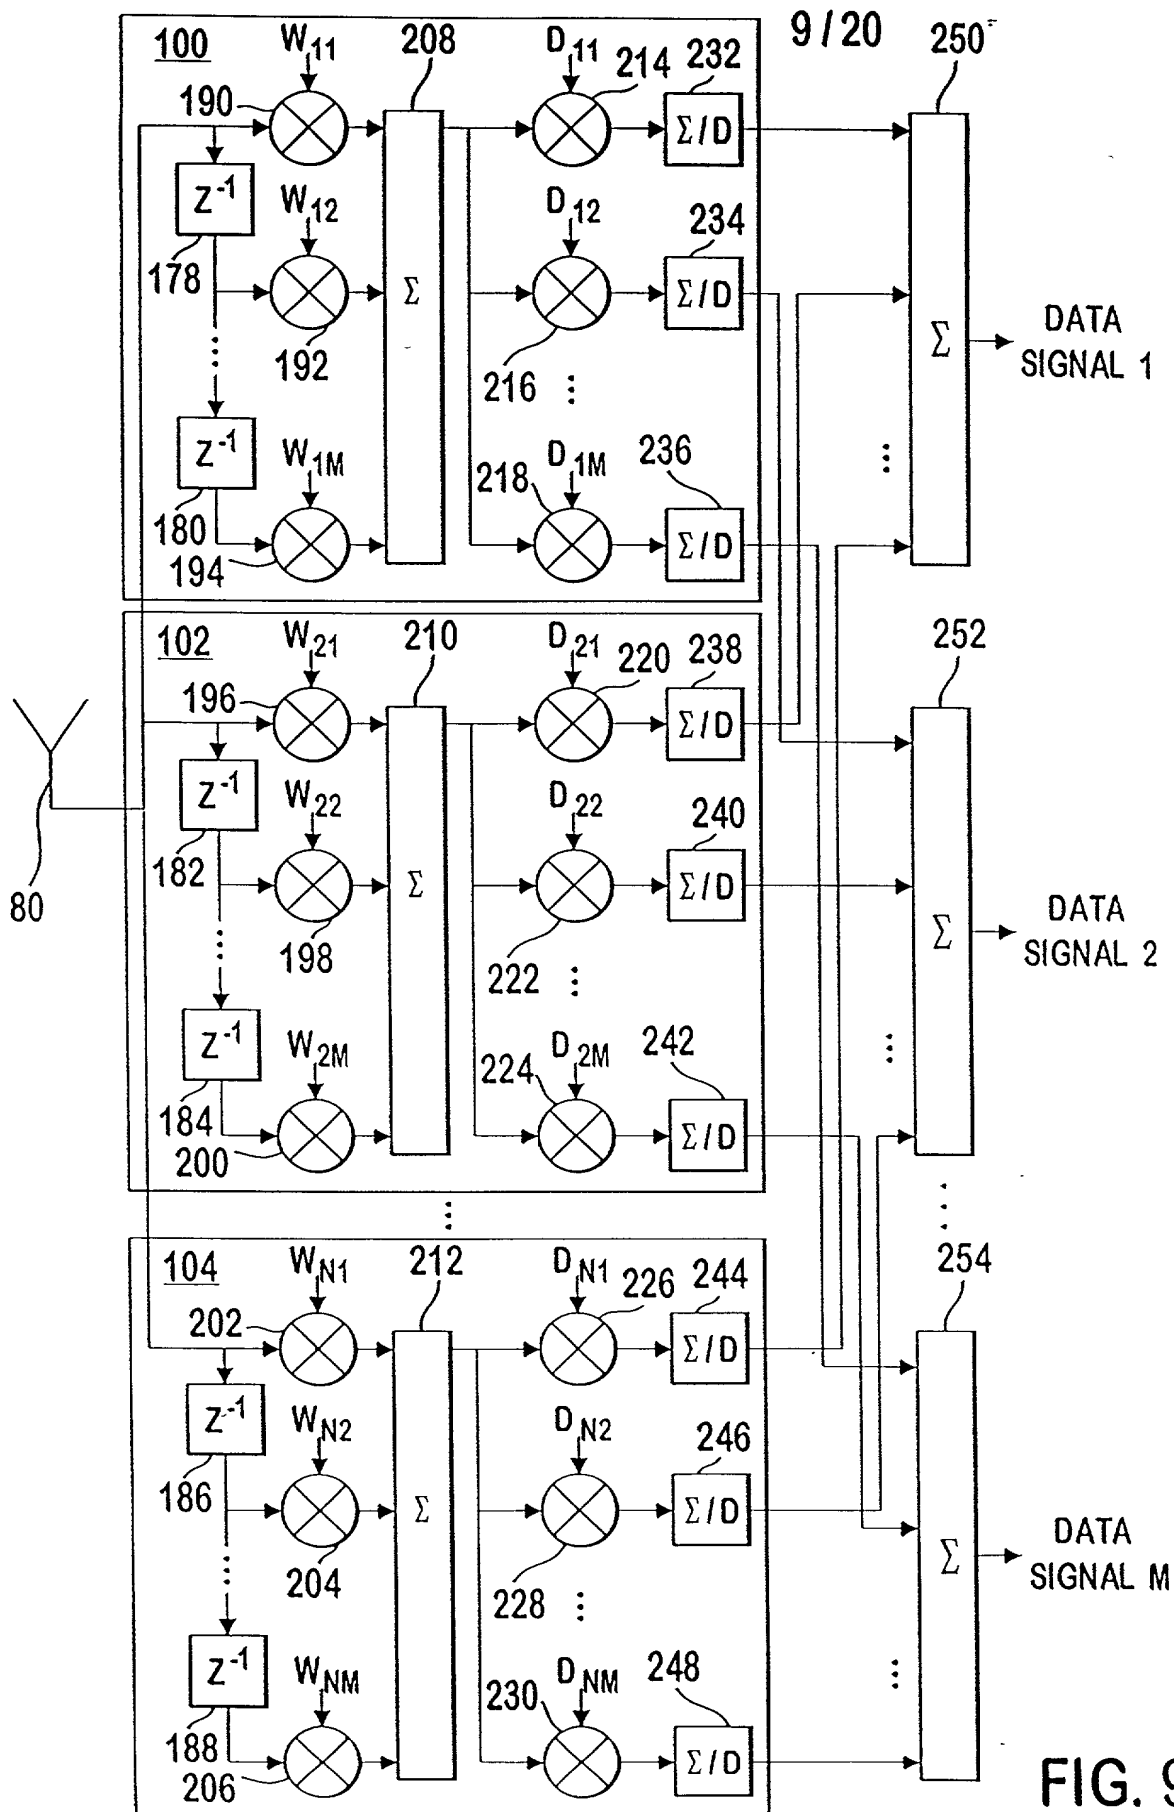 9/20
100 W11 208 D11 214 232 250
190
Σ/D
Z-1 W12 D12 234
178 Σ Σ/D
192 216 ... Σ DATA
... SIGNAL 1
Z-1 W1M D1M 236 ...
180 218
194 Σ/D
102 W21 210 D21 220 238 252
196
Σ/D
Z-1 W22 D22 240
182 Σ Σ/D
80 198 222 ... Σ DATA
... SIGNAL 2
Z-1 W2M D2M 242 ...
184 224
200 Σ/D
... ...
104 WN1 212 DN1 226 244 254
202
Σ/D
Z-1 WN2 DN2 246
186 Σ Σ/D
204 228 ... Σ DATA
... SIGNAL M
Z-1 WNM DNM 248 ...
188 230
206 Σ/D
FIG. 9